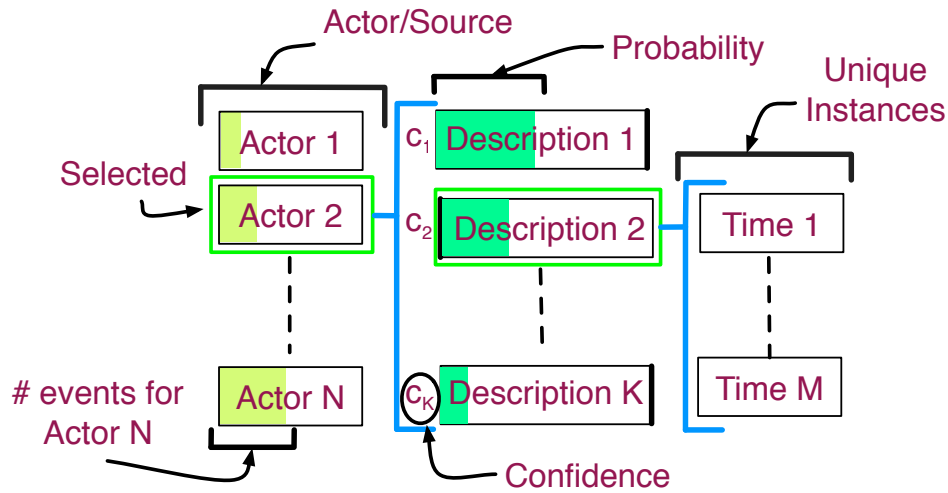 Actor/Source
Probability
Unique
Instances
Actor 1
c₁ Description 1
Selected
Actor 2
c₂ Description 2
Time 1
Actor N
c_K Description K
Time M
# events for
Actor N
Confidence